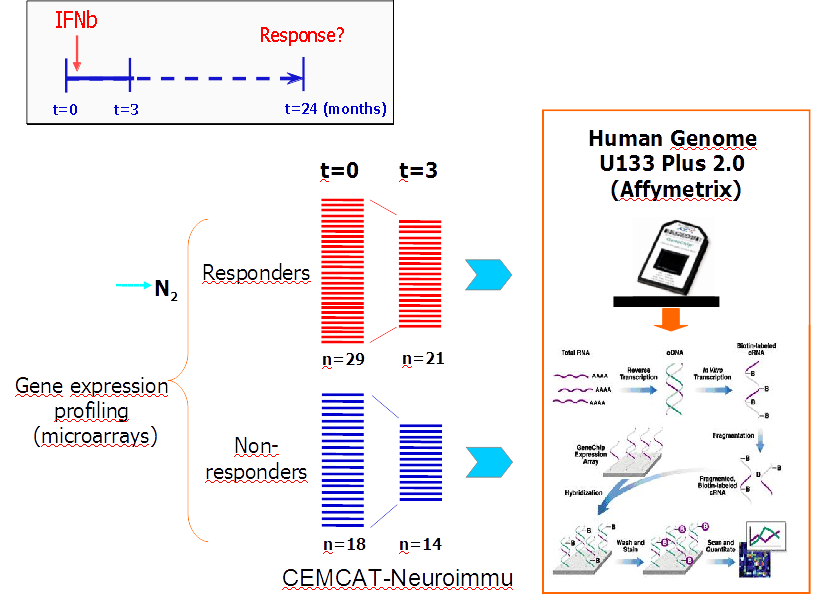 IFNb
Response?
t=0
t=3
t=24 (months)
Human Genome
U133 Plus 2.0
(Affymetrix)
t=0
t=3
Responders
N2
n=29
n=21
Gene expression
profiling
(microarrays)
Non-
responders
n=18
n=14
CEMCAT-Neuroimmu
Total RNA
cDNA
Biotin-labeled
cRNA
AAAA
AAAA
AAAA
Reverse
Transcription
In Vitro
Transcription
B
B
B
B
Fragmentation
GeneChip
Expression
Array
B
B
B
Fragmented,
Biotin-labeled
cRNA
Hybridization
B
B
B
B
B
B
B
Wash and
Stain
Scan and
Quantitate